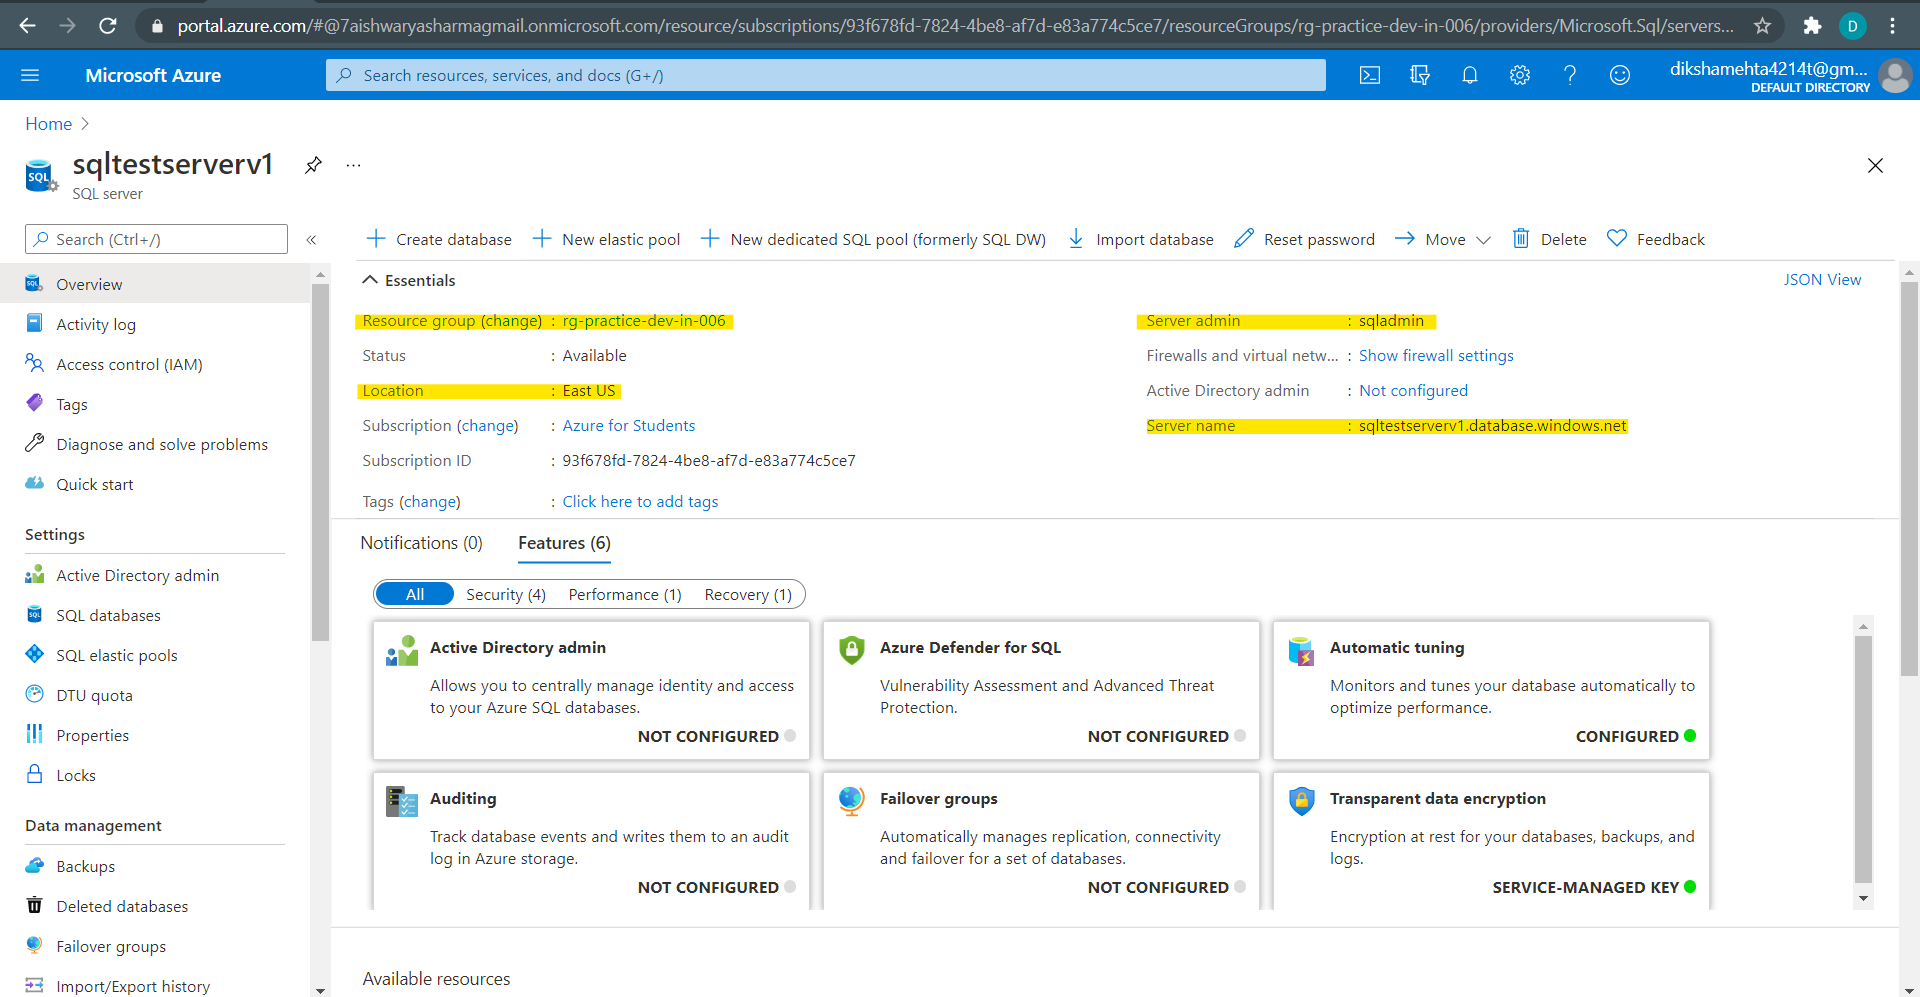 portal.azure.com/#@7aishwaryasharmagmail.onmicrosoft.com/resource/subscriptions/93f678fd-7824-4be8-af7d-e83a774c5ce7/resourceGroups/rg-practice-dev-in-006/providers/Microsoft.Sql/servers...
D
Microsoft Azure
Search resources, services, and docs (G+/)
dikshamehta4214t@gm...
DEFAULT DIRECTORY
Home
sqltestserverv1
SQL server
Search (Ctrl+/)
Overview
Activity log
Access control (IAM)
Tags
Diagnose and solve problems
Quick start
Settings
Active Directory admin
SQL databases
SQL elastic pools
DTU quota
Properties
Locks
Data management
Backups
Deleted databases
Failover groups
Import/Export history
Create database
New elastic pool
New dedicated SQL pool (formerly SQL DW)
Import database
Reset password
Move
Delete
Feedback
Essentials
JSON View
Resource group (change) : rg-practice-dev-in-006
Status : Available
Location : East US
Subscription (change) : Azure for Students
Subscription ID : 93f678fd-7824-4be8-af7d-e83a774c5ce7
Tags (change) : Click here to add tags
Server admin : sqladmin
Firewalls and virtual netw... : Show firewall settings
Active Directory admin : Not configured
Server name : sqltestserverv1.database.windows.net
Notifications (0)
Features (6)
All
Security (4)
Performance (1)
Recovery (1)
Active Directory admin
Allows you to centrally manage identity and access
to your Azure SQL databases.
NOT CONFIGURED
Azure Defender for SQL
Vulnerability Assessment and Advanced Threat
Protection.
NOT CONFIGURED
Automatic tuning
Monitors and tunes your database automatically to
optimize performance.
CONFIGURED
Auditing
Track database events and writes them to an audit
log in Azure storage.
NOT CONFIGURED
Failover groups
Automatically manages replication, connectivity
and failover for a set of databases.
NOT CONFIGURED
Transparent data encryption
Encryption at rest for your databases, backups, and
logs.
SERVICE-MANAGED KEY
Available resources